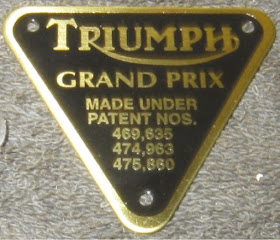 TRIUMPH
GRAND PRIX
MADE UNDER
PATENT NOS.
469,635
474,963
475,860